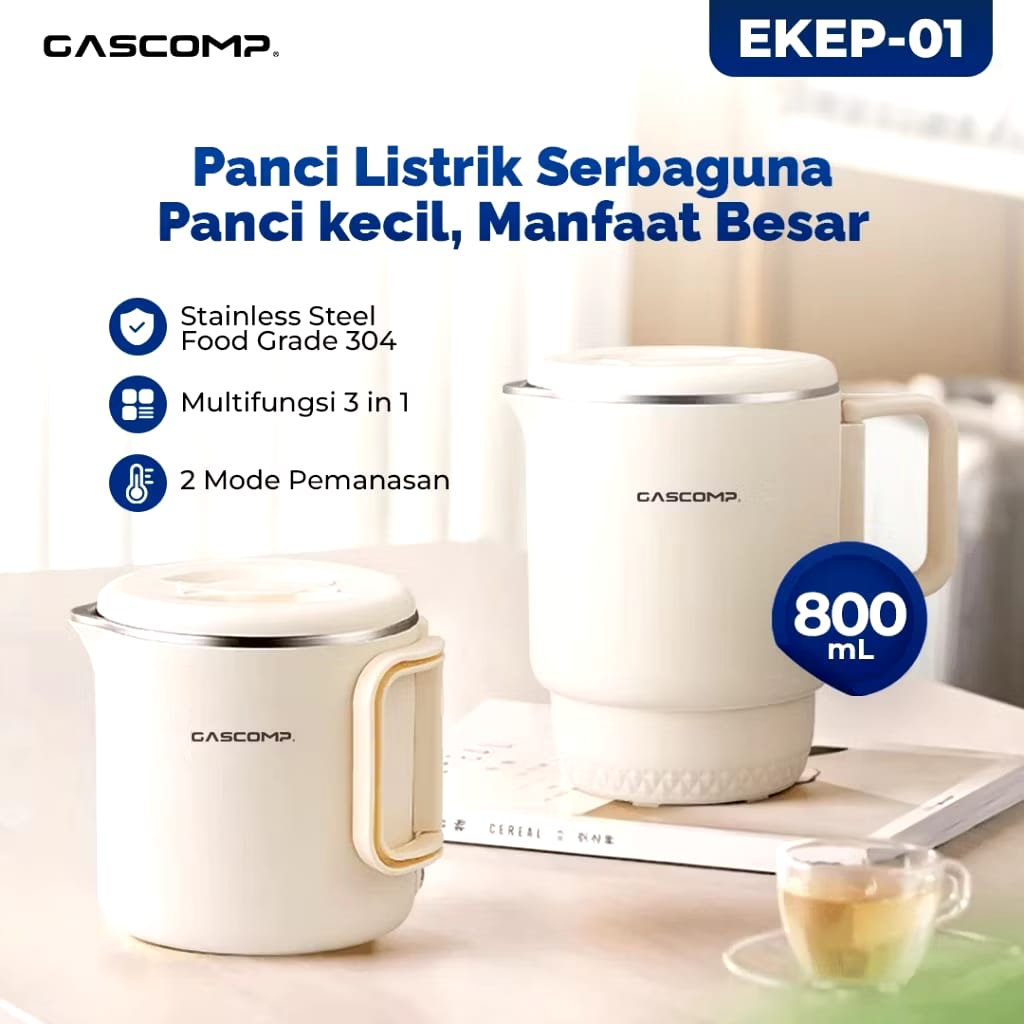 GASCOMP®
EKEP-01
Panci Listrik Serbaguna
Panci kecil, Manfaat Besar
Stainless Steel
Food Grade 304
Multifungsi 3 in 1
2 Mode Pemanasan
GASCOMP.
800
mL
GASCOMP.
CEREAL